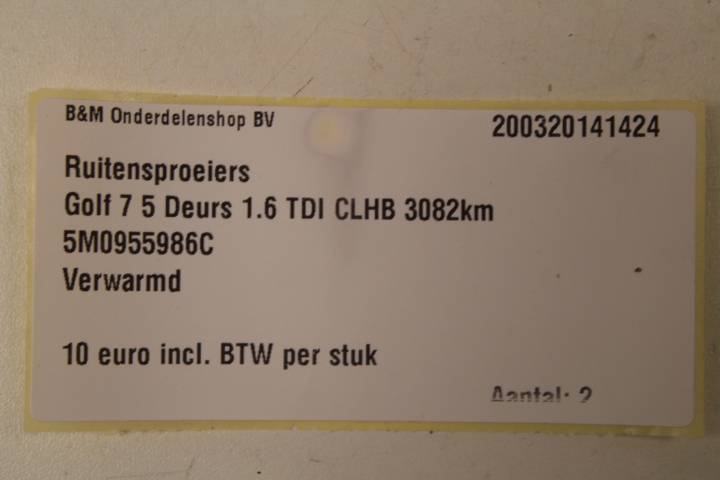 B&M Onderdelenshop BV 200320141424
Ruitensproeiers
Golf 7 5 Deurs 1.6 TDI CLHB 3082km
5M0955986C
Verwarmd
10 euro incl. BTW per stuk
Aantal: 2